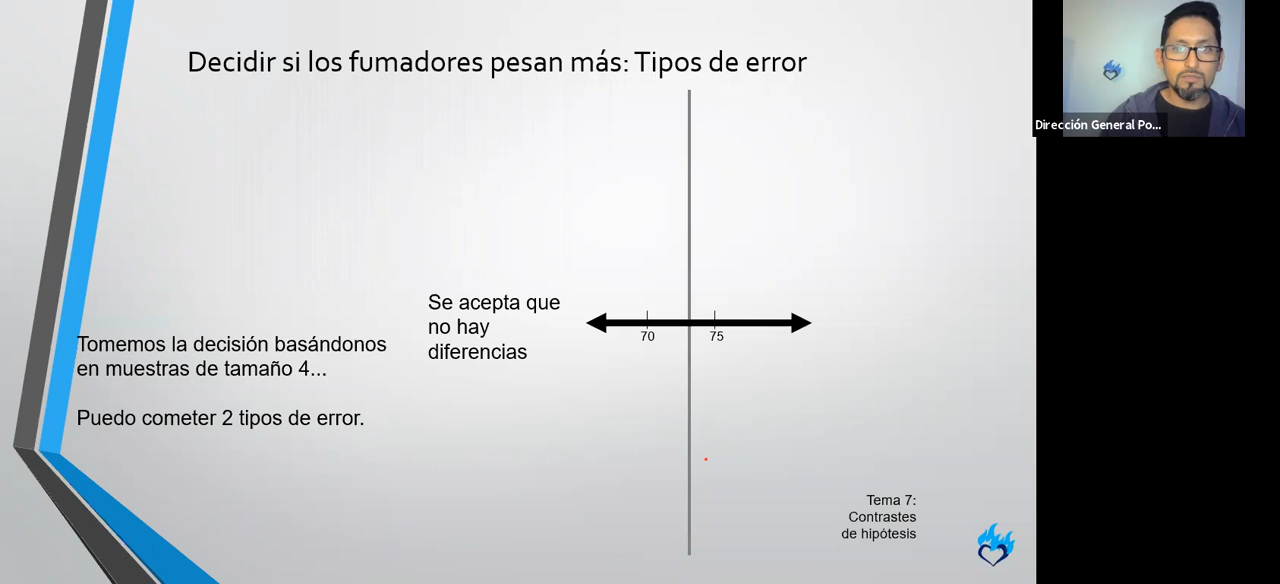 Decidir si los fumadores pesan más: Tipos de error
Dirección General Po...
Se acepta que
no hay
diferencias
70
75
Tomemos la decisión basándonos
en muestras de tamaño 4...
Puedo cometer 2 tipos de error.
Tema 7:
Contrastes
de hipótesis